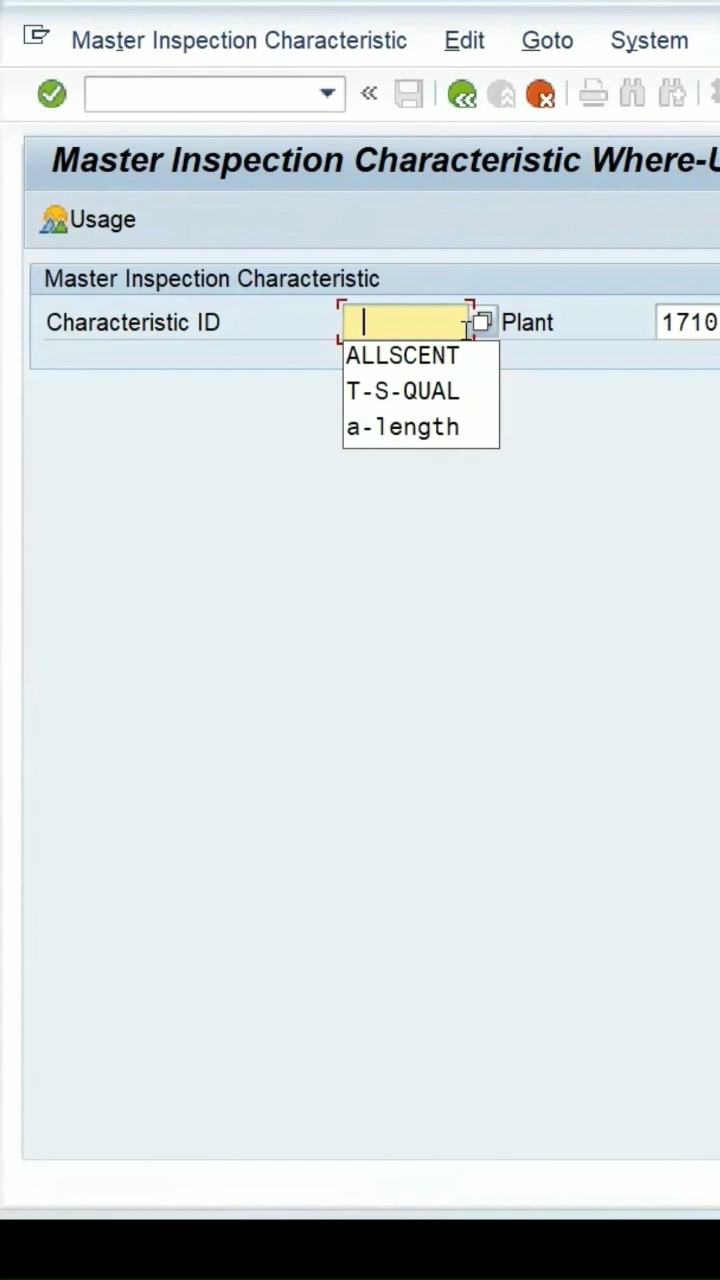 Master Inspection Characteristic Edit Goto System
Master Inspection Characteristic Where-U
Usage
Master Inspection Characteristic
Characteristic ID Plant 1710
ALLSCENT
T-S-QUAL
a-length